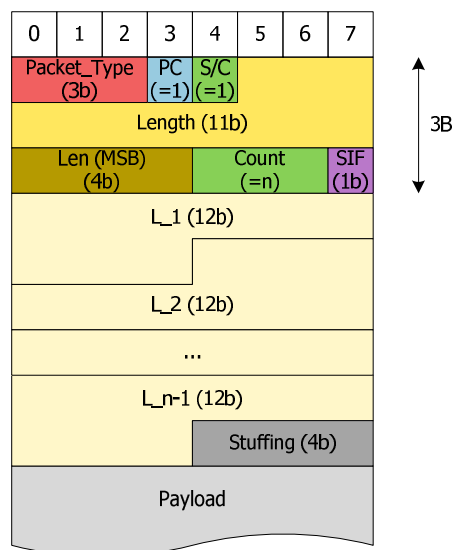 0 1 2 3 4 5 6 7
Packet_Type PC S/C
(3b) (=1) (=1)
Length (11b)
3B
Len (MSB) Count SIF
(4b) (=n) (1b)
L_1 (12b)
L_2 (12b)
...
L_n-1 (12b)
Stuffing (4b)
Payload